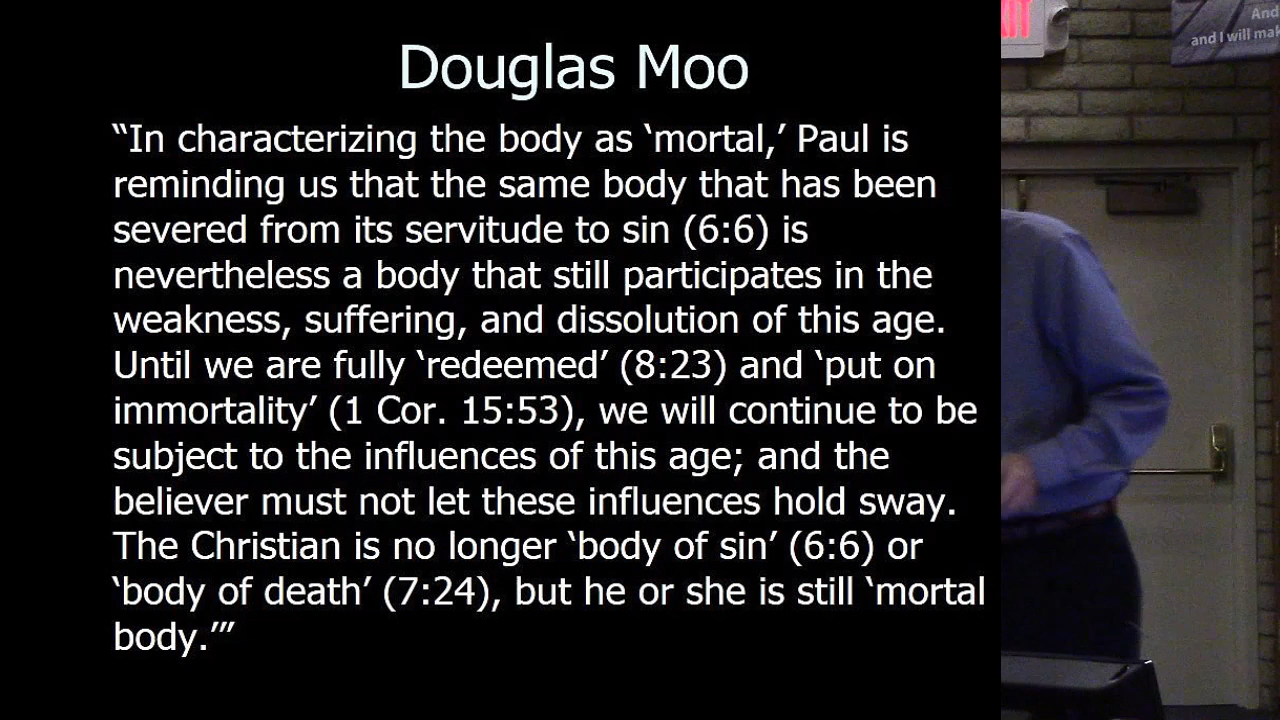 Douglas Moo
“In characterizing the body as ‘mortal,’ Paul is
reminding us that the same body that has been
severed from its servitude to sin (6:6) is
nevertheless a body that still participates in the
weakness, suffering, and dissolution of this age.
Until we are fully ‘redeemed’ (8:23) and ‘put on
immortality’ (1 Cor. 15:53), we will continue to be
subject to the influences of this age; and the
believer must not let these influences hold sway.
The Christian is no longer ‘body of sin’ (6:6) or
‘body of death’ (7:24), but he or she is still ‘mortal
body.’”
And
and I will mak